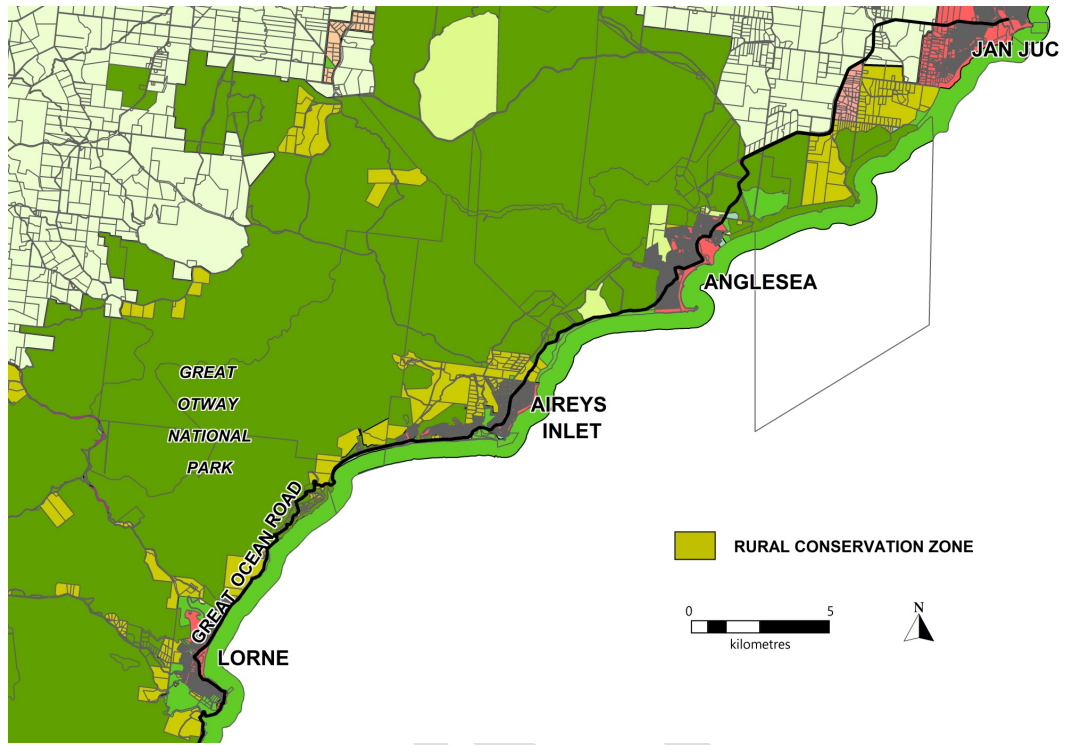 JAN JUC
ANGLESEA
GREAT
OTWAY
NATIONAL
PARK
AIREYS
INLET
GREAT OCEAN ROAD
LORNE
RURAL CONSERVATION ZONE
0 5
kilometres
N